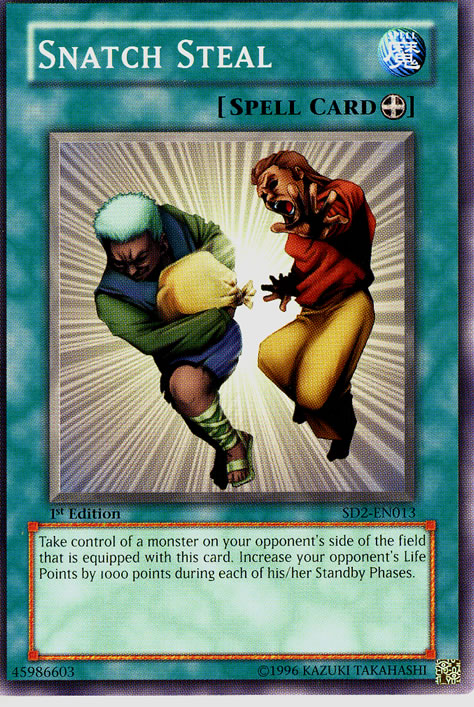 SNATCH STEAL
SPELL
魔
[SPELL CARD]
1st Edition
SD2-EN013
Take control of a monster on your opponent's side of the field
that is equipped with this card. Increase your opponent's Life
Points by 1000 points during each of his/her Standby Phases.
45986603
©1996 KAZUKI TAKAHASHI